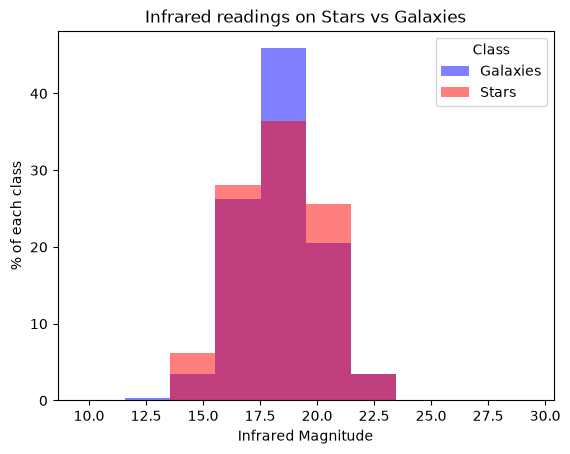 Infrared readings on Stars vs Galaxies
Class
Galaxies
Stars
% of each class
40
30
20
10
0
10.0 12.5 15.0 17.5 20.0 22.5 25.0 27.5 30.0
Infrared Magnitude